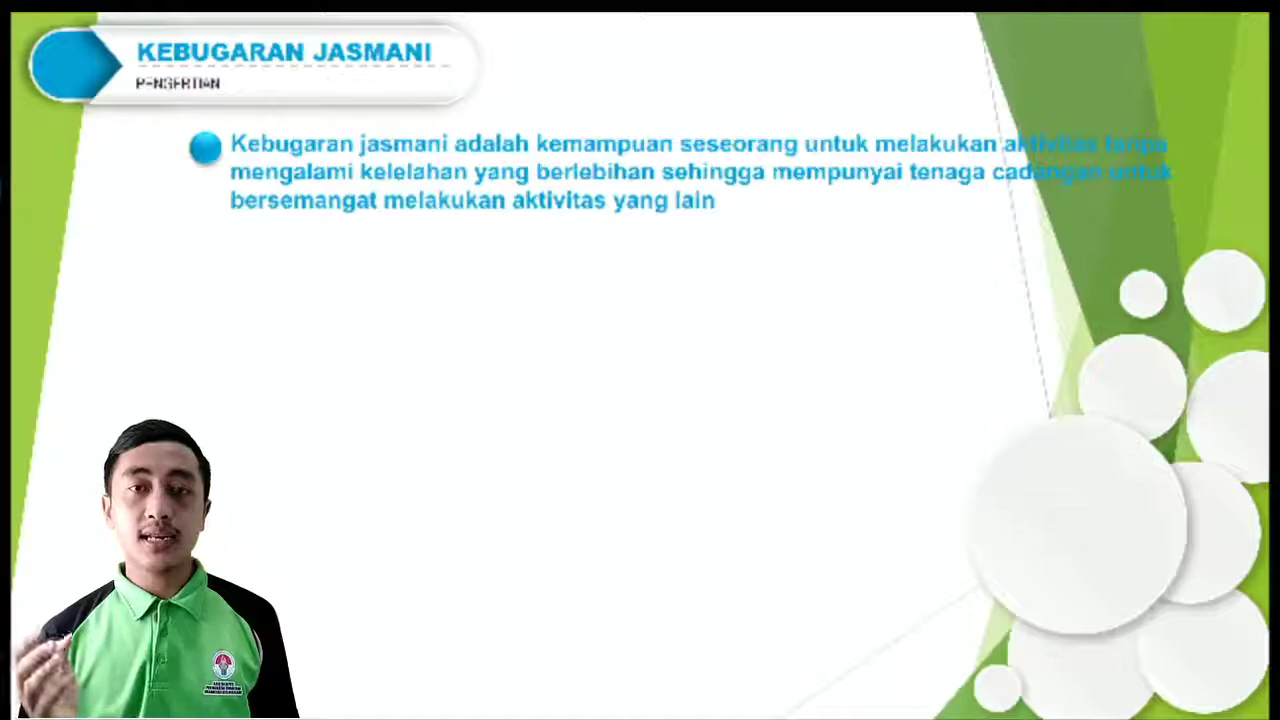 KEBUGARAN JASMANI
PENGERTIAN
Kebugaran jasmani adalah kemampuan seseorang untuk melakukan aktivitas tanpa
mengalami kelelahan yang berlebihan sehingga mempunyai tenaga cadangan untuk
bersemangat melakukan aktivitas yang lain